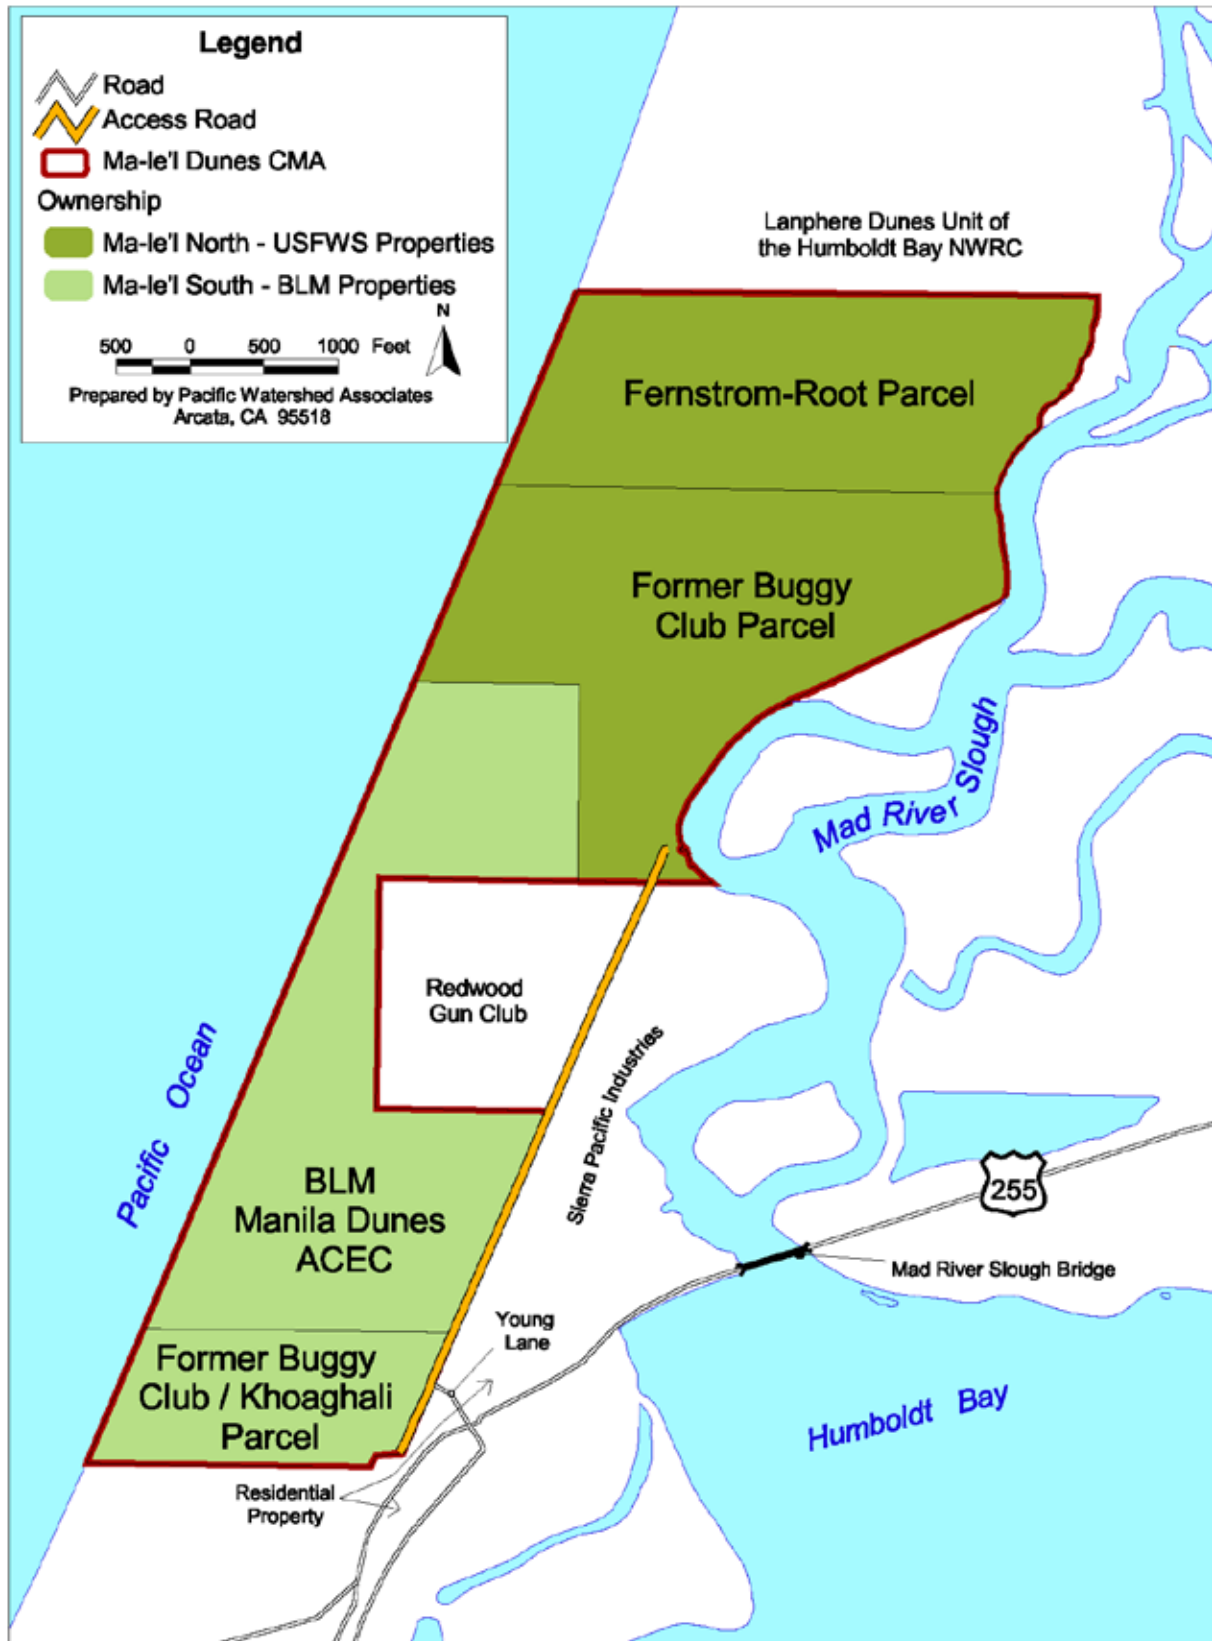 Legend
Road
Access Road
Ma-le'l Dunes CMA
Ownership
Ma-le'l North - USFWS Properties
Ma-le'l South - BLM Properties
N
500 0 500 1000 Feet
Prepared by Pacific Watershed Associates
Arcata, CA 95518
Lanphere Dunes Unit of
the Humboldt Bay NWRC
Fernstrom-Root Parcel
Former Buggy
Club Parcel
Mad River Slough
Redwood
Gun Club
Sierra Pacific Industries
Pacific Ocean
BLM
Manila Dunes
ACEC
255
Mad River Slough Bridge
Young
Lane
Former Buggy
Club / Khoaghali
Parcel
Humboldt Bay
Residential
Property